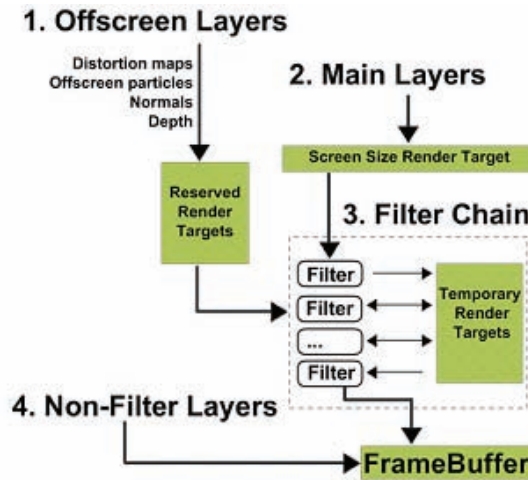 1. Offscreen Layers
Distortion maps
Offscreen particles
Normals
Depth
2. Main Layers
Screen Size Render Target
Reserved
Render
Targets
3. Filter Chain
Filter
Filter
...
Filter
Temporary
Render
Targets
4. Non-Filter Layers
FrameBuffer